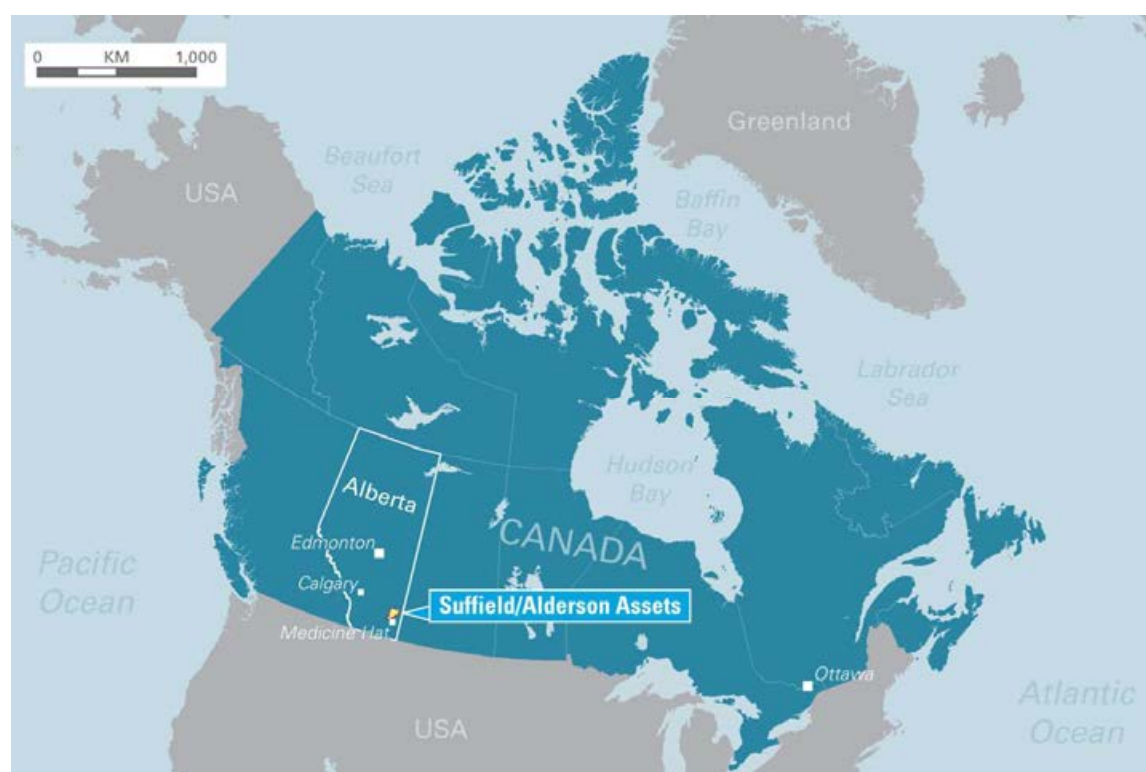 0 KM 1,000
Greenland
USA
Beaufort
Sea
Baffin
Bay
Labrador
Sea
Hudson
Bay
Alberta
CANADA
Edmonton
Pacific
Ocean
Calgary
Suffield/Alderson Assets
Medicine Hat
Ottawa
Atlantic
Ocean
USA